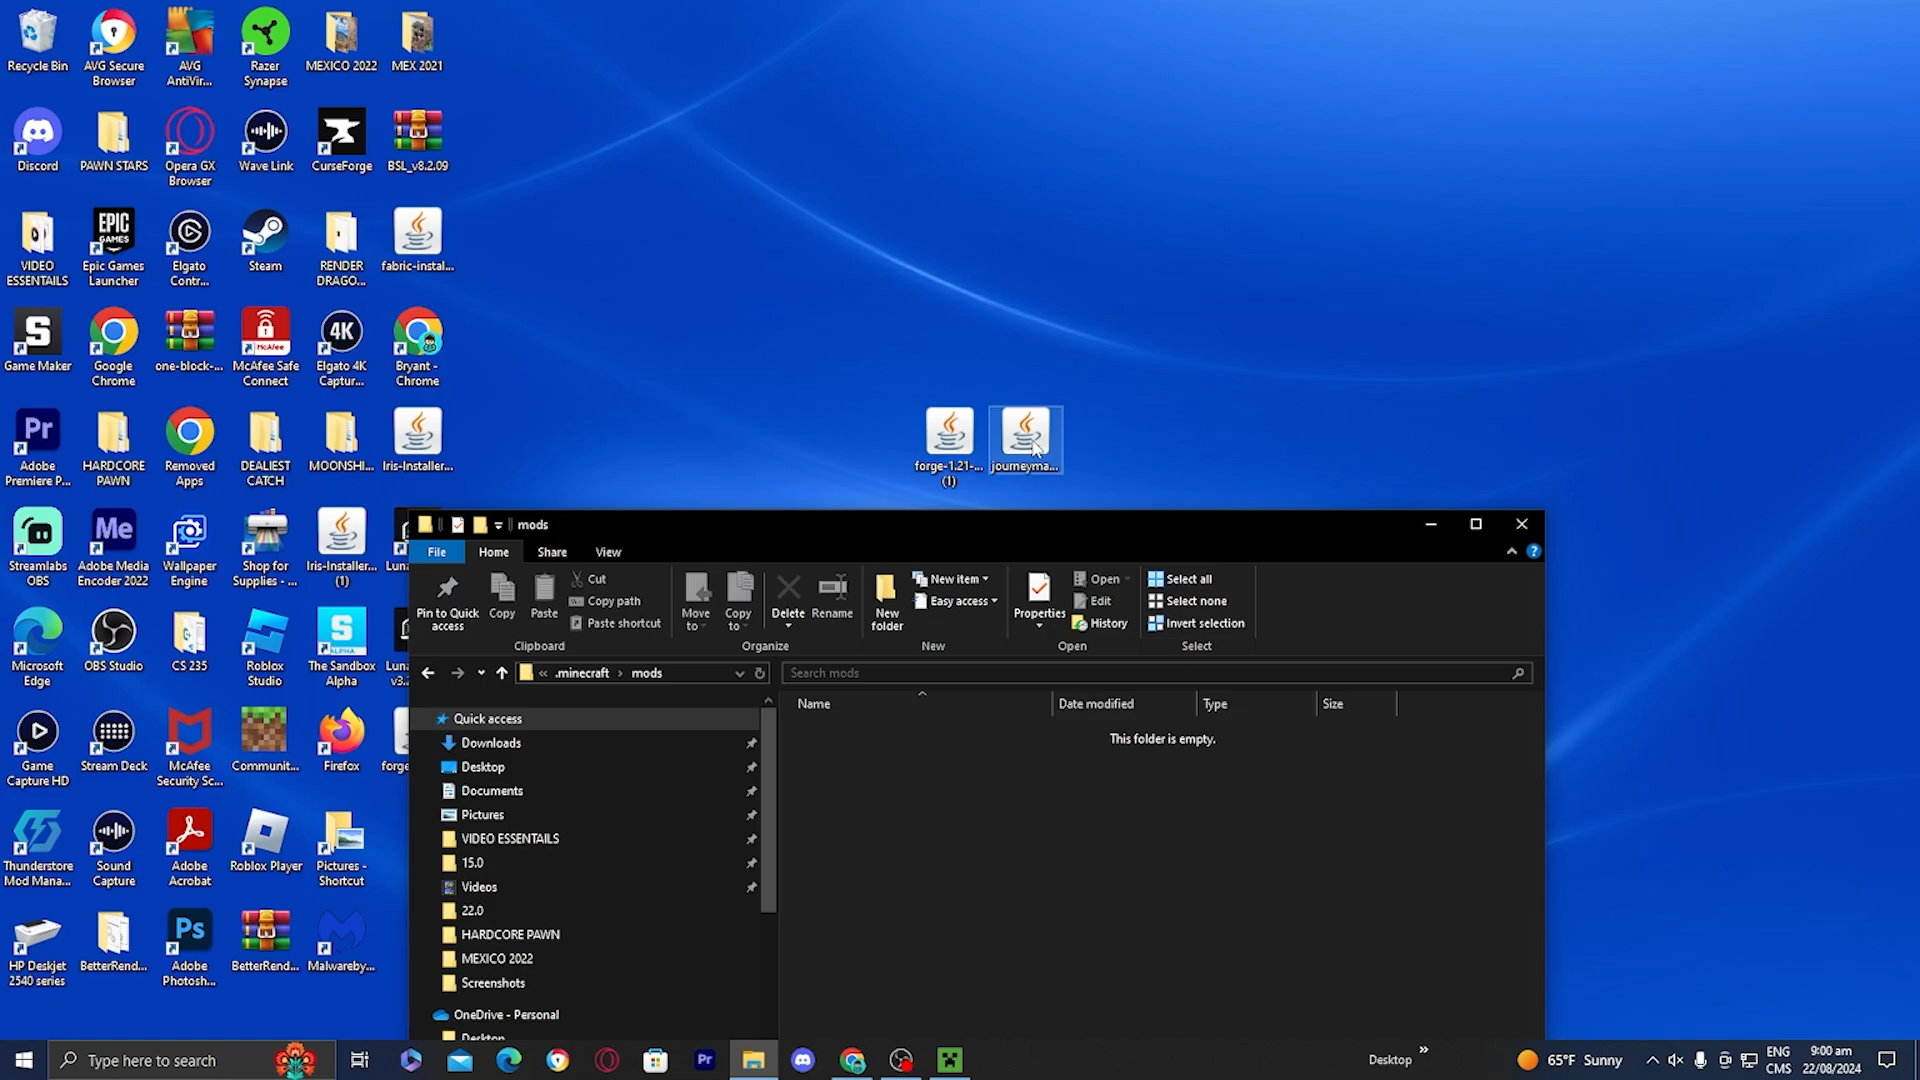 Recycle Bin
AVG Secure
Browser
AVG
AntiVir...
Razer
Synapse
MEXICO 2022
MEX 2021
Discord
PAWN STARS
Opera GX
Browser
Wave Link
CurseForge
BSL_v8.2.09
VIDEO
ESSENTAILS
Epic Games
Launcher
Elgato
Contr...
Steam
RENDER
DRAGO...
fabric-instal...
Game Maker
Google
Chrome
one-block-...
McAfee Safe
Connect
Elgato 4K
Captur...
Bryant -
Chrome
Adobe
Premiere P...
HARDCORE
PAWN
Removed
Apps
DEALIEST
CATCH
MOONSHI...
Iris-Installer...
forge-1.21-...
(1)
journeyma...
Streamlabs
OBS
Adobe Media
Encoder 2022
Wallpaper
Engine
Shop for
Supplies - ...
Iris-Installer...
(1)
Luna
Microsoft
Edge
OBS Studio
CS 235
Roblox
Studio
The Sandbox
Alpha
Luna
v3.2
Game
Capture HD
Stream Deck
McAfee
Security Sc...
Communit...
Firefox
forge
Thunderstore
Mod Mana...
Sound
Capture
Adobe
Acrobat
Roblox Player
Pictures -
Shortcut
HP Deskjet
2540 series
BetterRend...
Adobe
Photosh...
BetterRend...
Malwareby...
mods
File
Home
Share
View
Pin to Quick
access
Copy
Paste
Cut
Copy path
Paste shortcut
Clipboard
Move
to
Copy
to
Delete
Rename
Organize
New
folder
New item
Easy access
New
Properties
Open
Edit
History
Open
Select all
Select none
Invert selection
Select
« .minecraft › mods
Search mods
Name
Date modified
Type
Size
This folder is empty.
Quick access
Downloads
Desktop
Documents
Pictures
VIDEO ESSENTAILS
15.0
Videos
22.0
HARDCORE PAWN
MEXICO 2022
Screenshots
OneDrive - Personal
Desktop
Type here to search
Desktop
65°F Sunny
ENG
CMS
9:00 am
22/08/2024